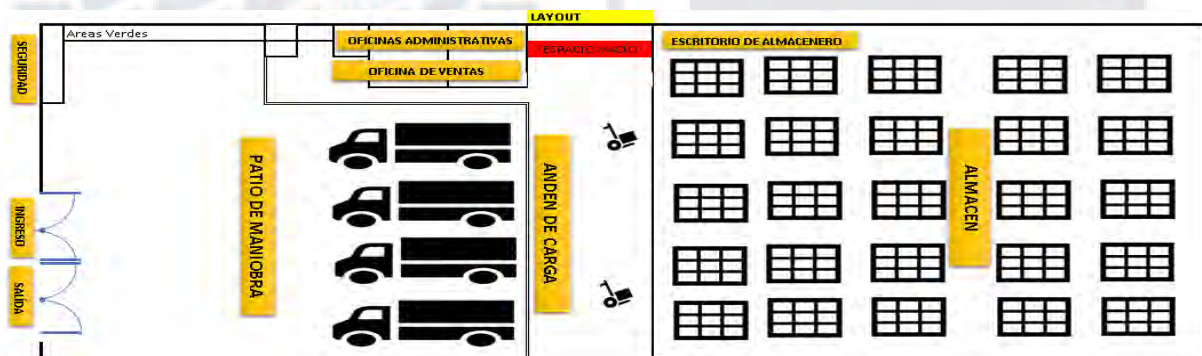 LAYOUT
SEGURIDAD
Areas Verdes
OFICINAS ADMINISTRATIVAS
ESPACIO VACIO
ESCRITORIO DE ALMACENERO
OFICINA DE VENTAS
PATIO DE MANIOBRA
ANDEN DE CARGA
ALMACEN
INGRESO
SALIDA